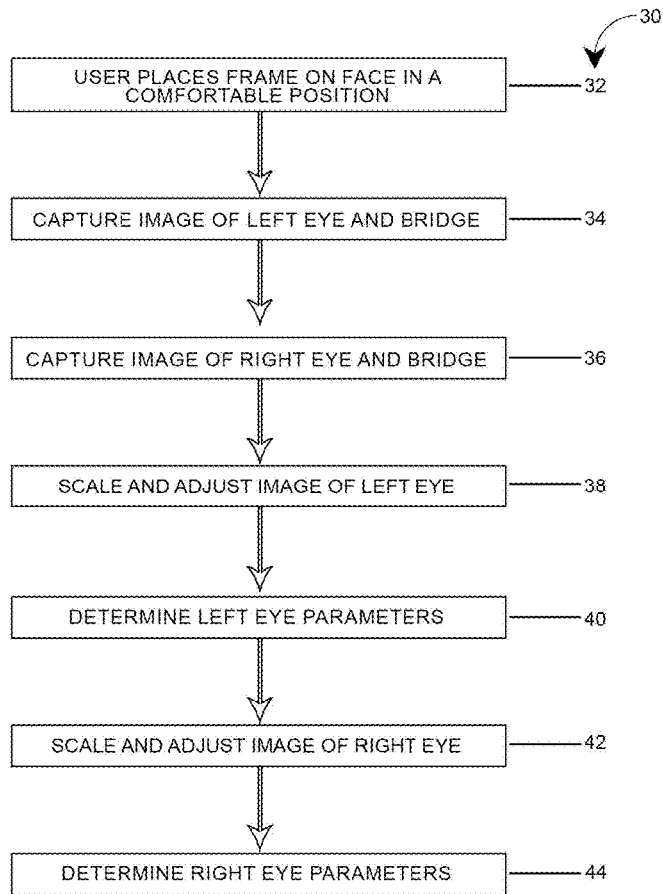 30
USER PLACES FRAME ON FACE IN A
COMFORTABLE POSITION
32
CAPTURE IMAGE OF LEFT EYE AND BRIDGE
34
CAPTURE IMAGE OF RIGHT EYE AND BRIDGE
36
SCALE AND ADJUST IMAGE OF LEFT EYE
38
DETERMINE LEFT EYE PARAMETERS
40
SCALE AND ADJUST IMAGE OF RIGHT EYE
42
DETERMINE RIGHT EYE PARAMETERS
44